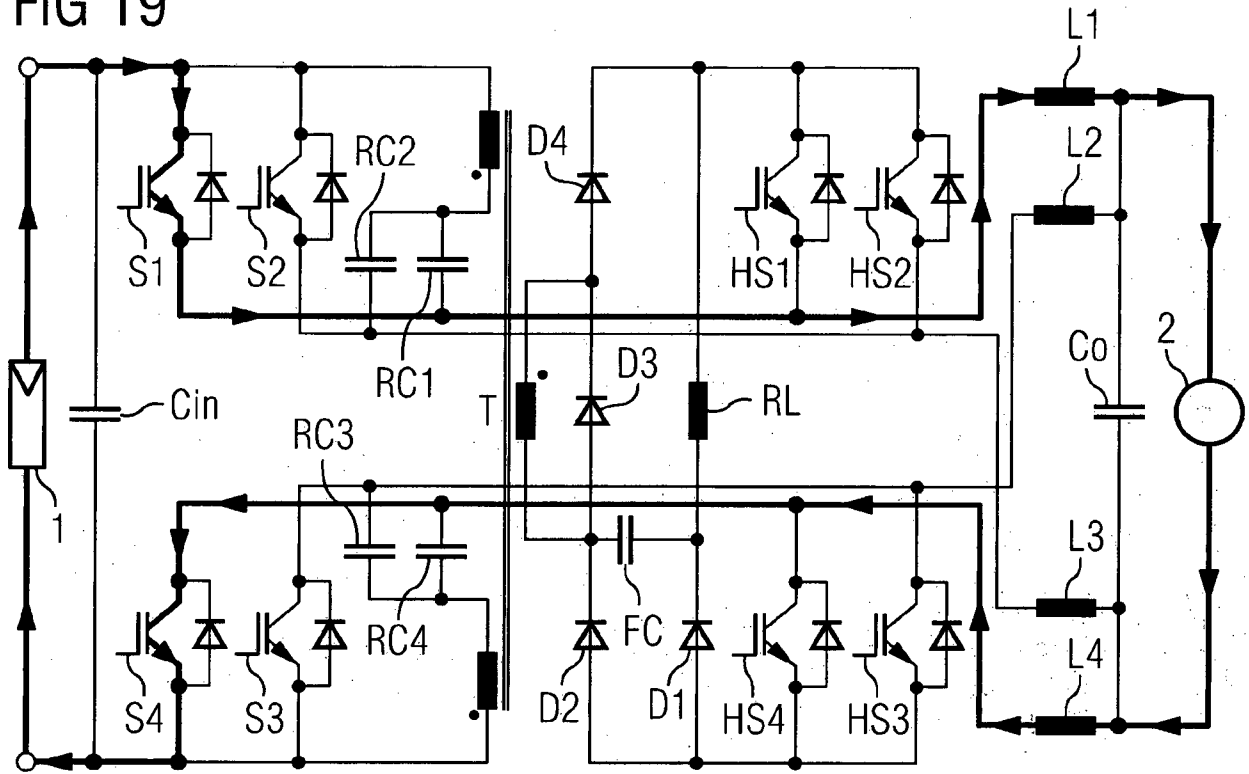 FIG 19
L1
RC2
D4
L2
S1
S2
HS1
HS2
RC1
D3
Co
2
Cin
T
RL
RC3
1
L3
RC4
FC
S4
S3
D2
D1
HS4
HS3
L4